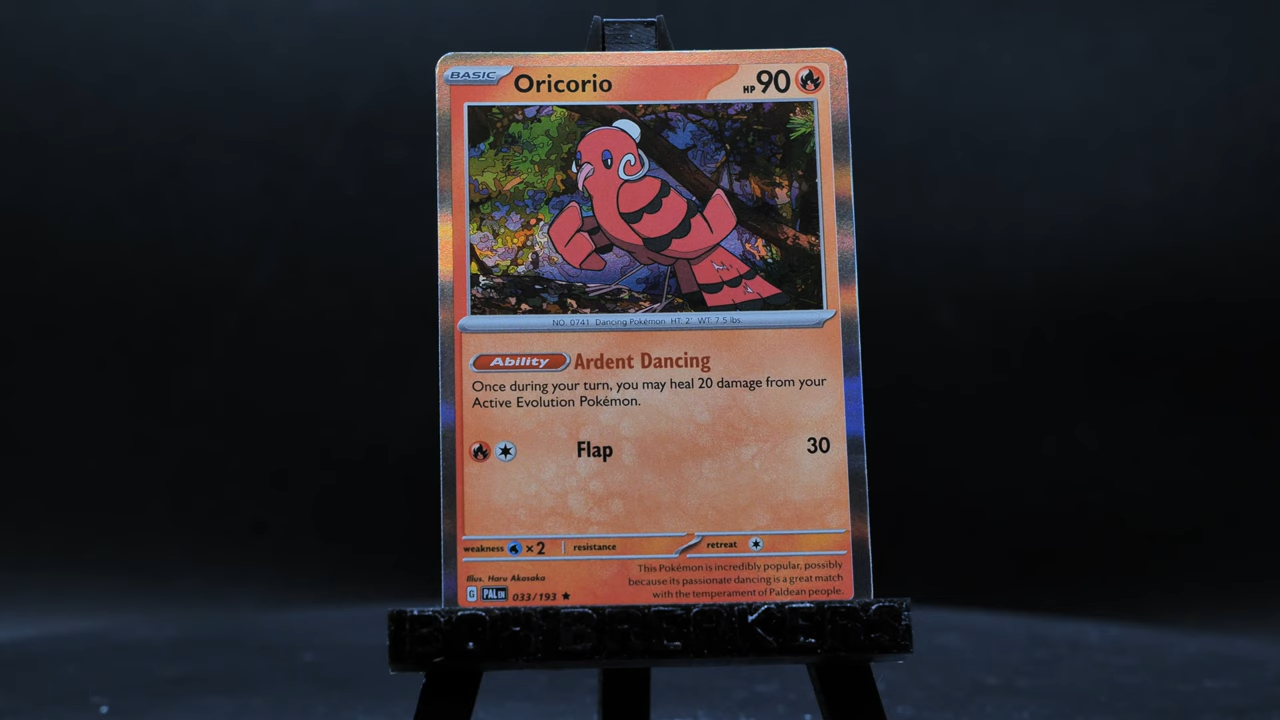 BASIC Oricorio HP 90
NO. 0741 Dancing Pokémon HT: 2' WT: 7.5 lbs.
Ability Ardent Dancing
Once during your turn, you may heal 20 damage from your
Active Evolution Pokémon.
Flap 30
weakness ×2 resistance retreat
Illus. Haru Akasaka
This Pokémon is incredibly popular, possibly
because its passionate dancing is a great match
with the temperament of Paldean people.
G PAL EN 033/193 ★